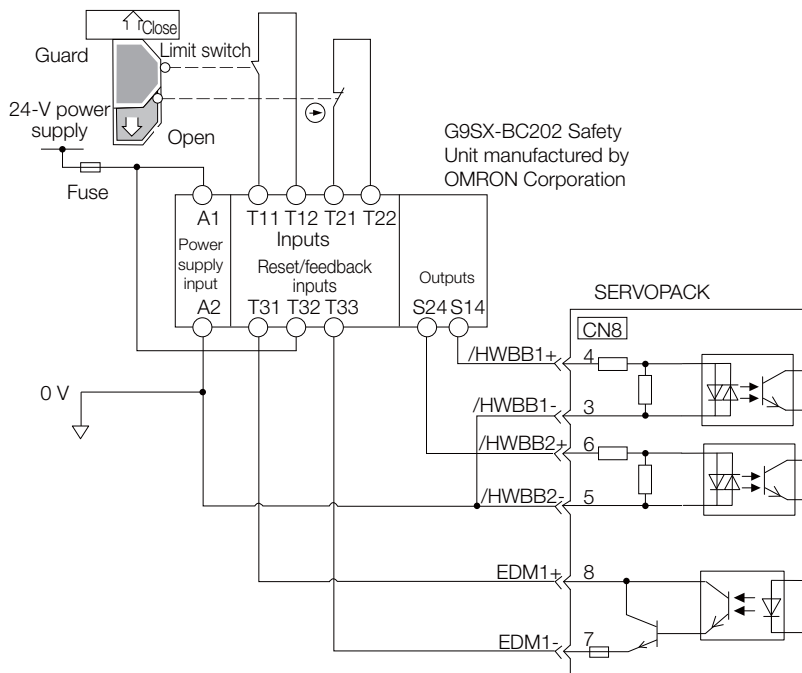 Close
Guard
Limit switch
24-V power
supply
Open
Fuse
G9SX-BC202 Safety
Unit manufactured by
OMRON Corporation
A1 T11 T12 T21 T22
Power
supply
input
Inputs
Reset/feedback
inputs
Outputs
A2 T31 T32 T33 S24 S14
SERVOPACK
CN8
/HWBB1+ 4
0 V
/HWBB1- 3
/HWBB2+ 6
/HWBB2- 5
EDM1+ 8
EDM1- 7